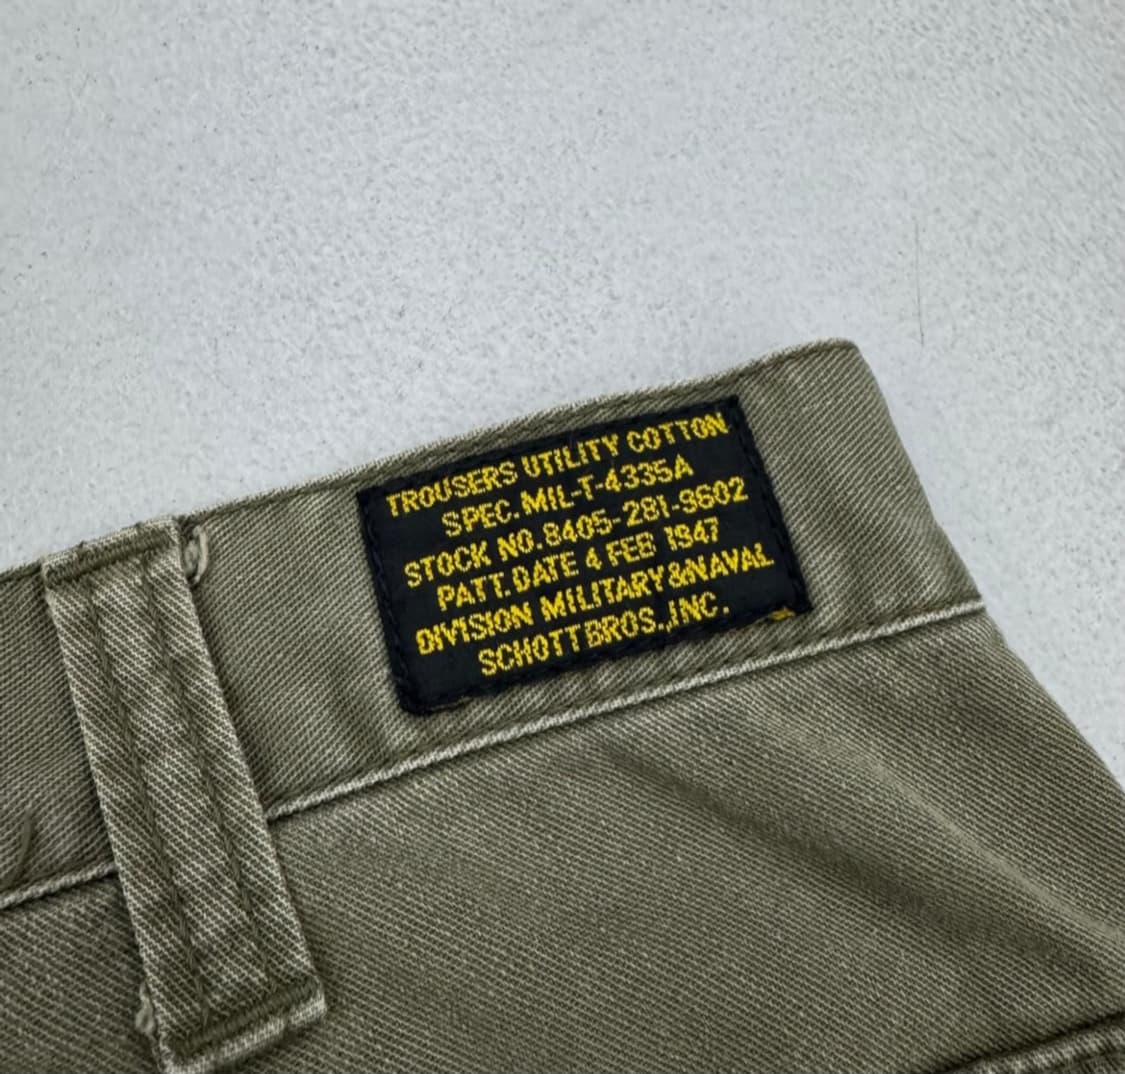 TROUSERS UTILITY COTTON
SPEC. MIL-T-4335A
STOCK NO. 8405-281-9602
PATT. DATE 4 FEB 1947
DIVISION MILITARY&NAVAL
SCHOTT BROS.,INC.